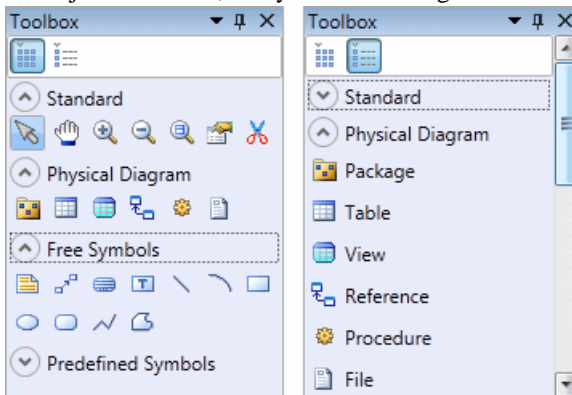 Toolbox
Standard
Physical Diagram
Free Symbols
Predefined Symbols
Toolbox
Standard
Physical Diagram
Package
Table
View
Reference
Procedure
File